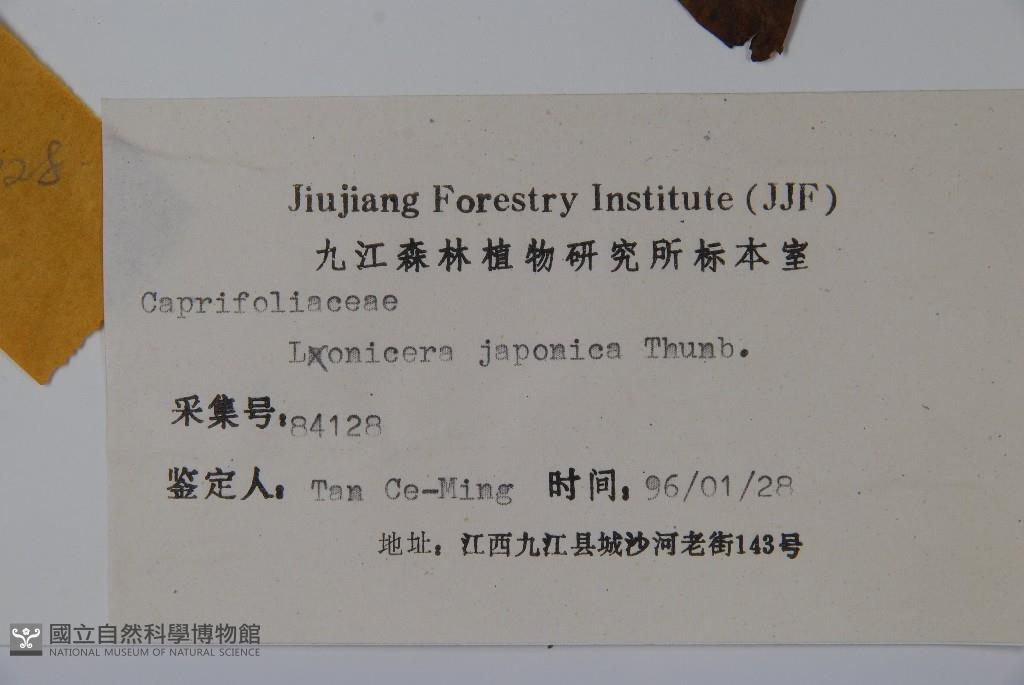 128
Jiujiang Forestry Institute (JJF)
九江森林植物研究所标本室
Caprifoliaceae
Lxonicera japonica Thunb.
采集号:84128
鉴定人: Tan Ce-Ming 时间: 96/01/28
地址: 江西九江县城沙河老街143号
國立自然科學博物館
NATIONAL MUSEUM OF NATURAL SCIENCE